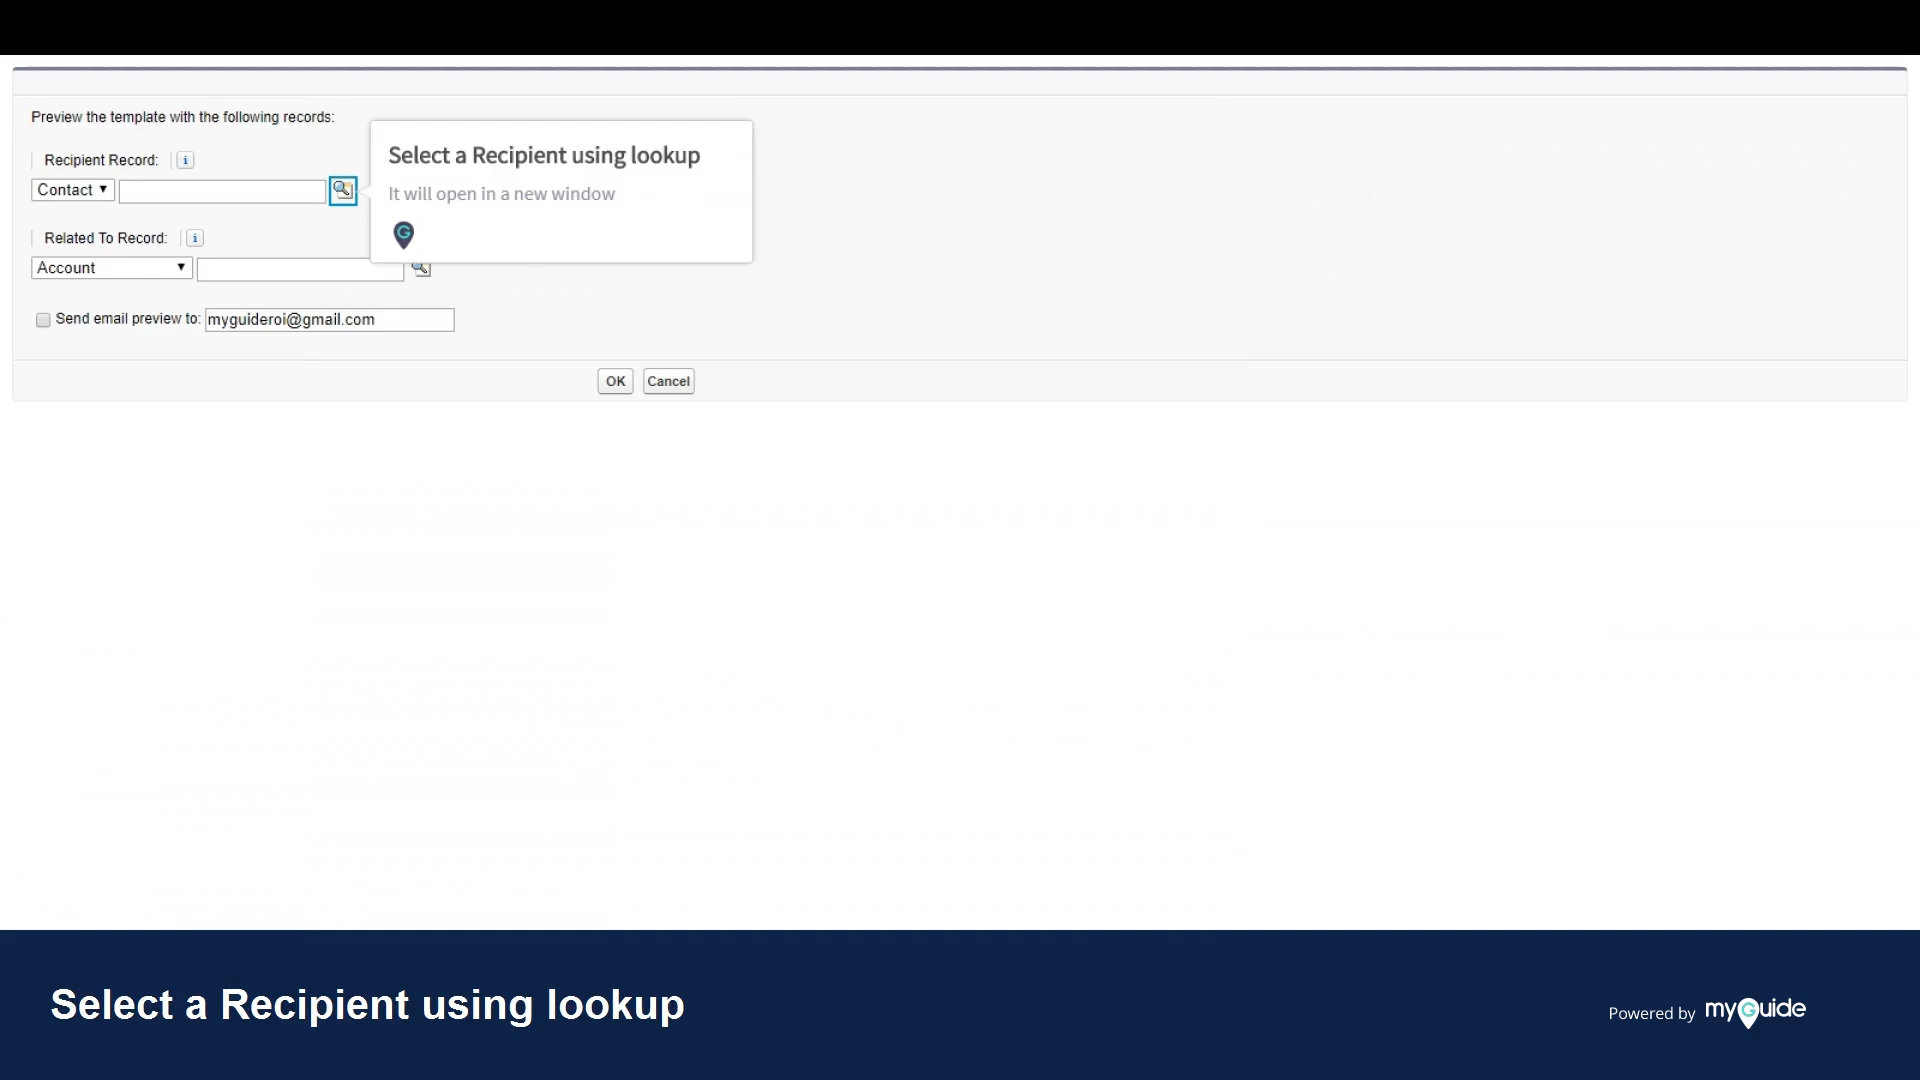 Preview the template with the following records:
Recipient Record: i
Contact
Related To Record: i
Account
Send email preview to: myguideroi@gmail.com
OK Cancel
Select a Recipient using lookup
It will open in a new window
G
Select a Recipient using lookup
Powered by myGuide